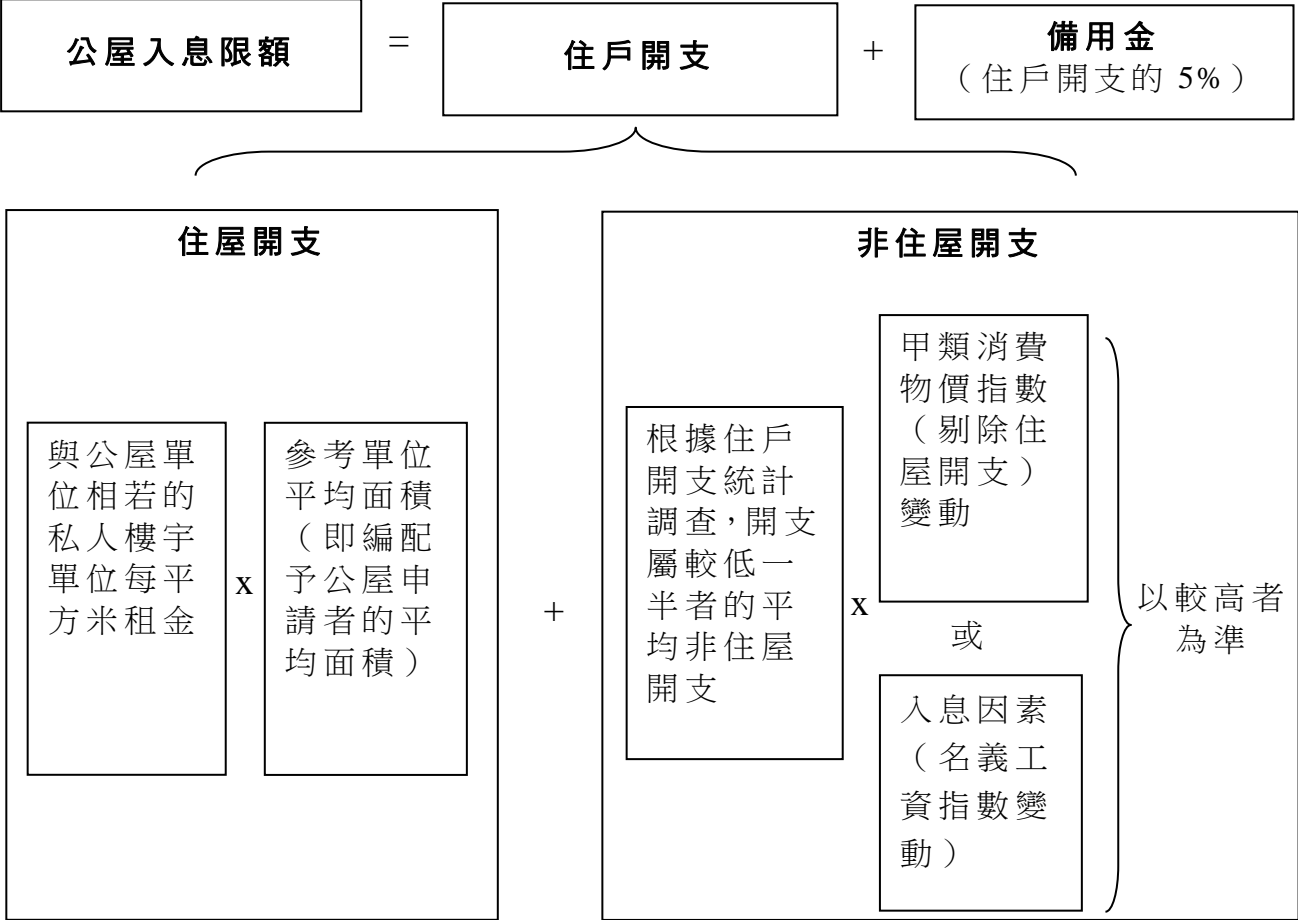 公屋入息限額
=
住戶開支
+
備用金
（住戶開支的 5%）
住屋開支
與公屋單
位相若的
私人樓宇
單位每平
方米租金
x
參考單位
平均面積
（即編配
予公屋申
請者的平
均面積）
+
非住屋開支
根據住戶
開支統計
調查，開支
屬較低一
半者的平
均非住屋
開支
x
甲類消費
物價指數
（剔除住
屋開支）
變動
或
入息因素
（名義工
資指數變
動）
以較高者
為準